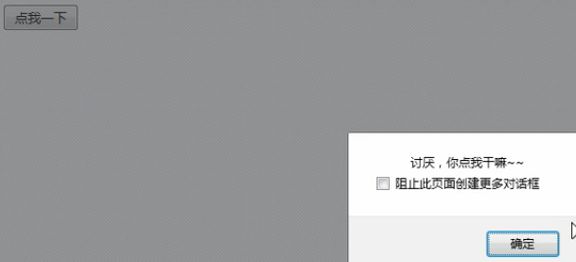 点我一下
讨厌，你点我干嘛~~
阻止此页面创建更多对话框
确定